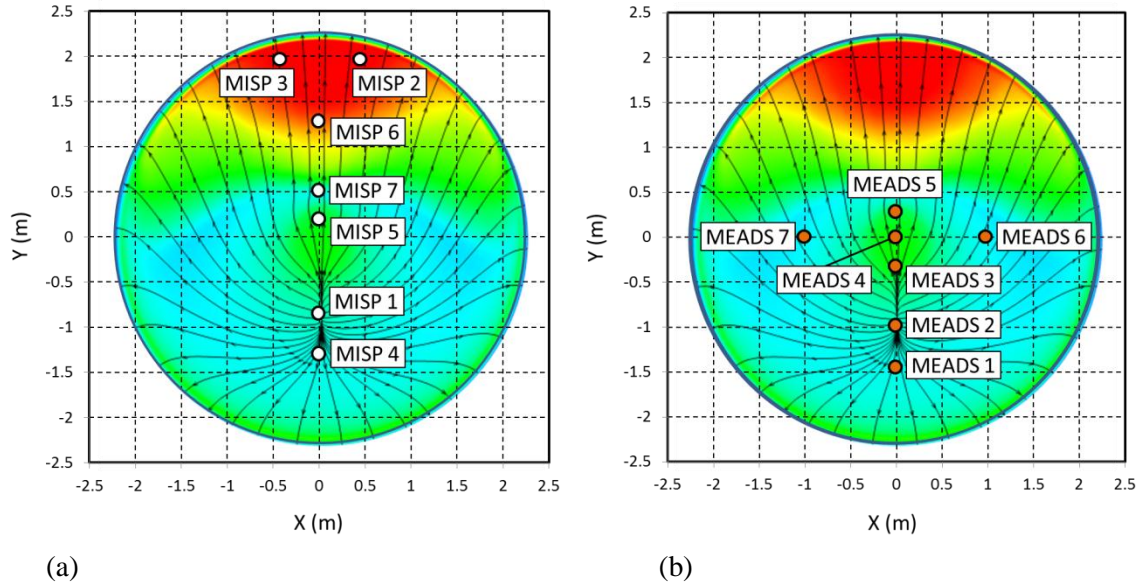 2.5
2
1.5
1
0.5
0
-0.5
-1
-1.5
-2
-2.5
Y (m)
MISP 3
MISP 2
MISP 6
MISP 7
MISP 5
MISP 1
MISP 4
-2.5 -2 -1.5 -1 -0.5 0 0.5 1 1.5 2 2.5
X (m)
(a)
2.5
2
1.5
1
0.5
0
-0.5
-1
-1.5
-2
-2.5
Y (m)
MEADS 5
MEADS 7
MEADS 6
MEADS 4
MEADS 3
MEADS 2
MEADS 1
-2.5 -2 -1.5 -1 -0.5 0 0.5 1 1.5 2 2.5
X (m)
(b)